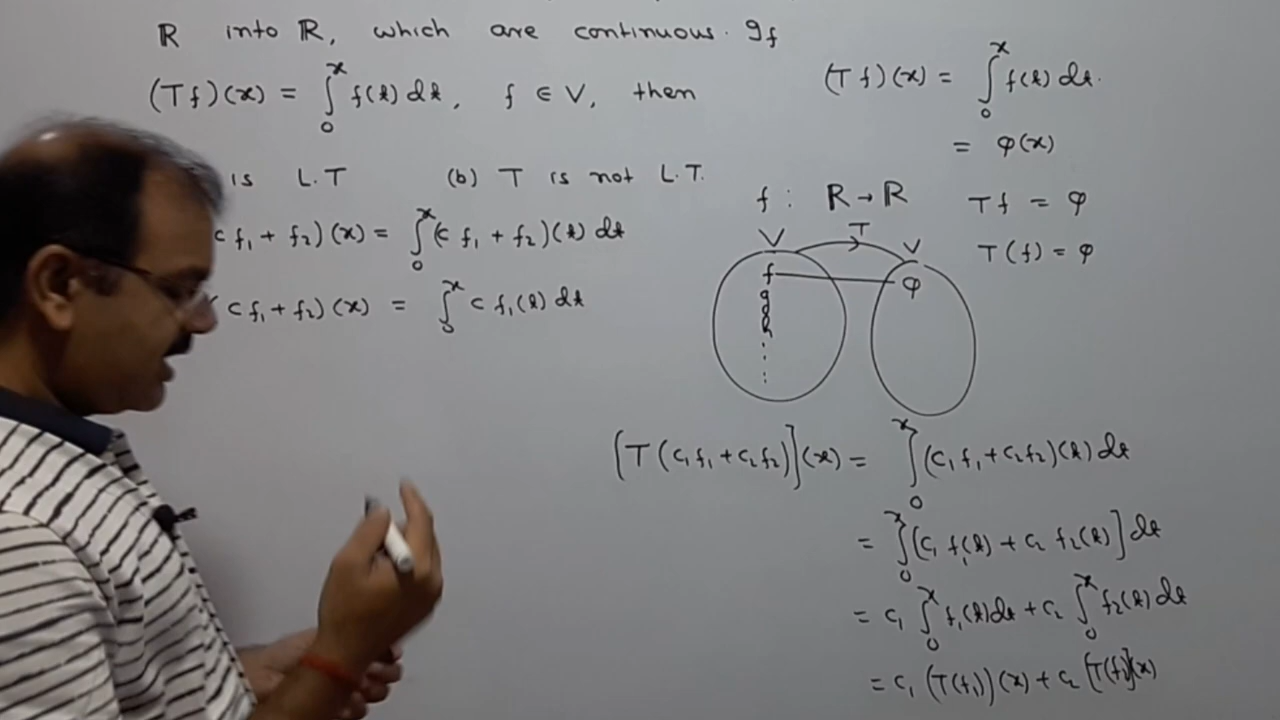 R into R, which are continuous. If
(Tf)(x) = ∫₀ˣ f(t) dt, f ∈ V, then
is L.T (b) T is not L.T.
c f₁ + f₂)(x) = ∫₀ˣ (c f₁ + f₂)(t) dt
c f₁ + f₂)(x) = ∫₀ˣ c f₁(t) dt
(Tf)(x) = ∫₀ˣ f(t) dt.
= φ(x)
f : R → R
Tf = φ
T(f) = φ
V T V
f φ
g
h
[T(c₁f₁ + c₂f₂)](x) = ∫₀ˣ (c₁f₁ + c₂f₂)(t) dt
= ∫₀ˣ [c₁ f₁(t) + c₂ f₂(t)] dt
= c₁ ∫₀ˣ f₁(t) dt + c₂ ∫₀ˣ f₂(t) dt
= c₁ (T(f₁))(x) + c₂ [T(f₂)](x)